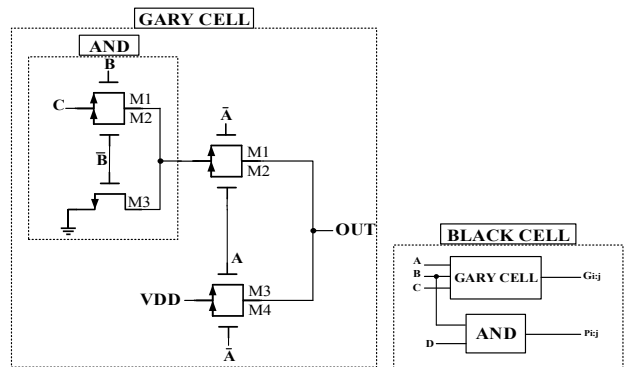 GARY CELL
AND
B
C
M1
M2
B̅
M3
A̅
M1
M2
OUT
A
VDD
M3
M4
A̅
BLACK CELL
A
B
C
GARY CELL
Gi:j
D
AND
Pi:j